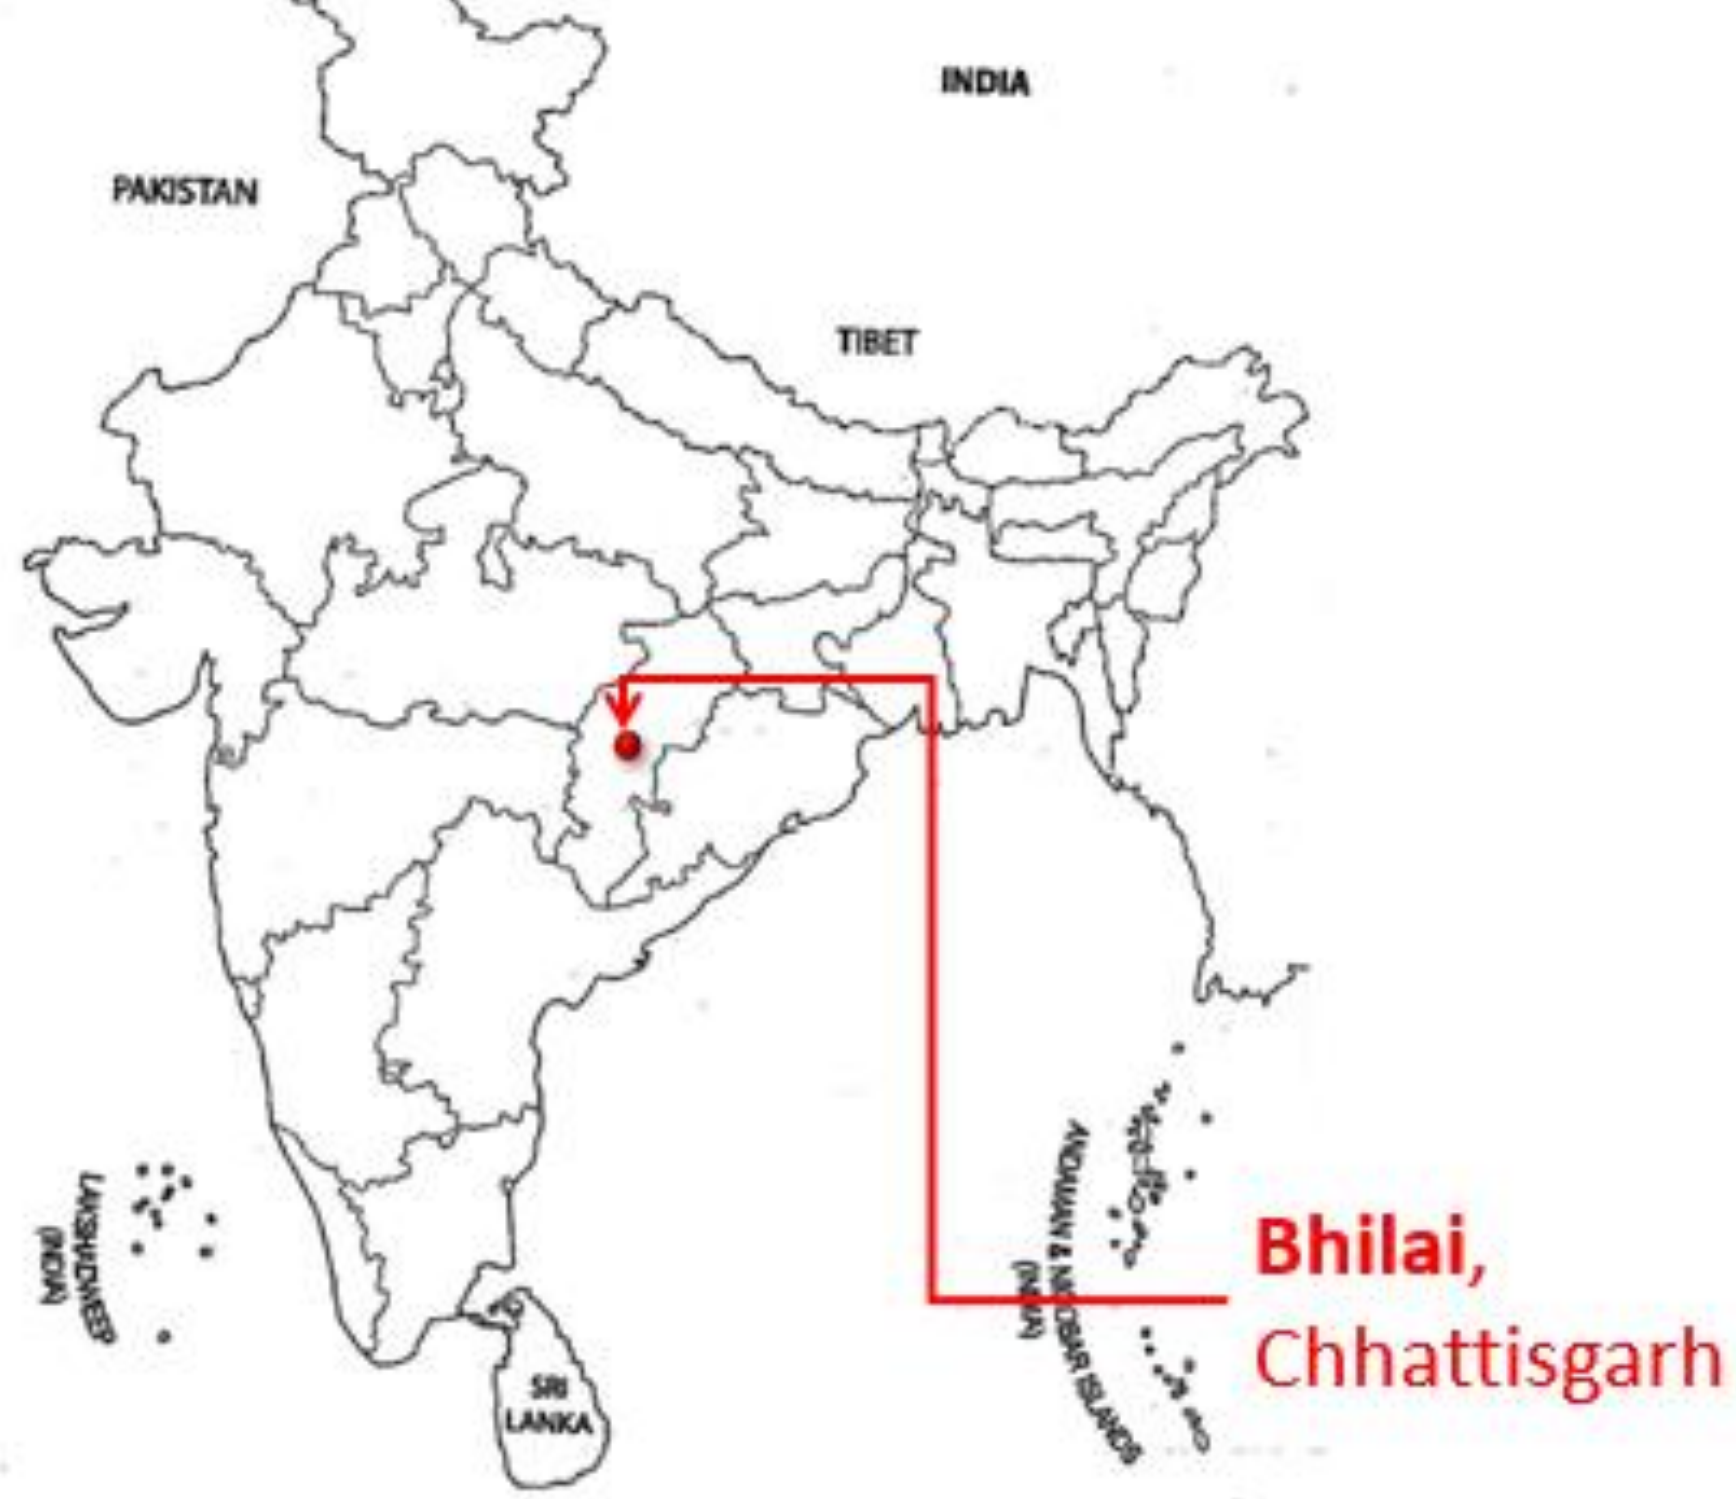 INDIA
PAKISTAN
TIBET
LAKSHADWEEP
(INDIA)
ANDAMAN & NICOBAR ISLANDS
(INDIA)
Bhilai,
Chhattisgarh
SRI
LANKA